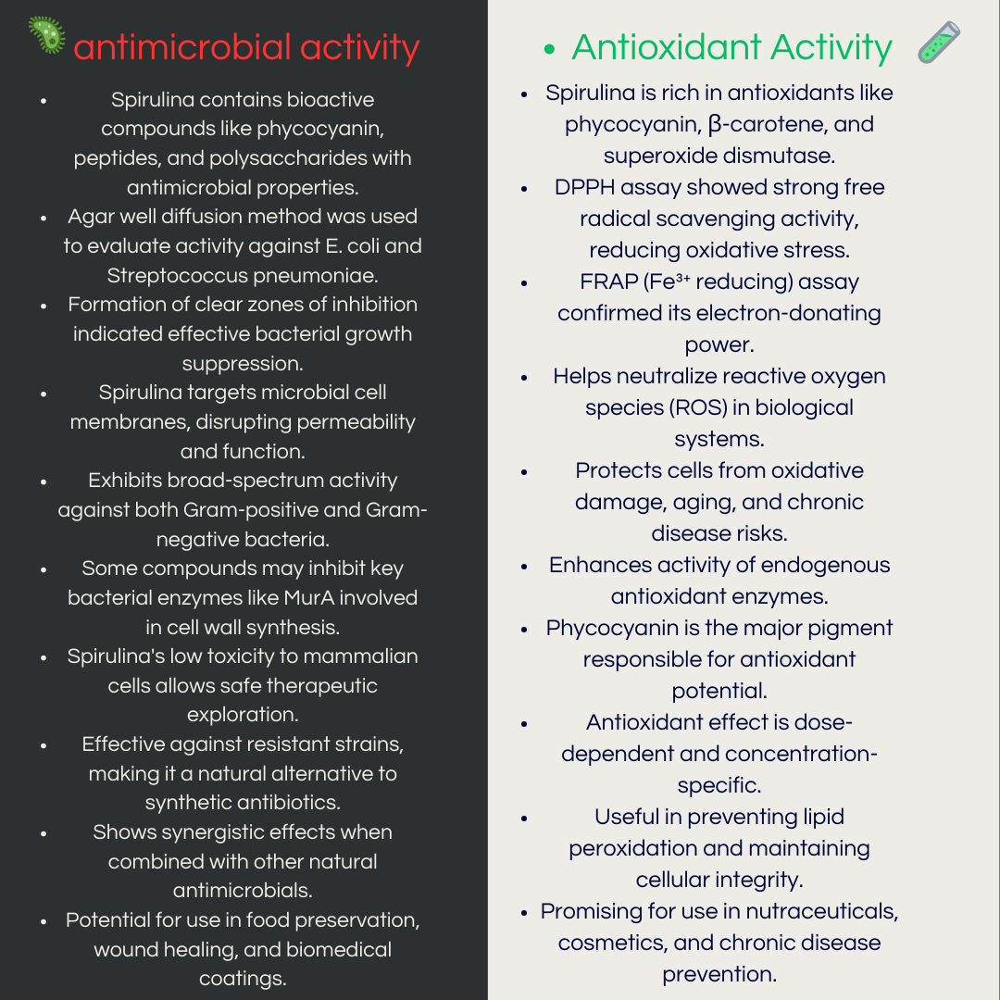 antimicrobial activity
• Spirulina contains bioactive
compounds like phycocyanin,
peptides, and polysaccharides with
antimicrobial properties.
• Agar well diffusion method was used
to evaluate activity against E. coli and
Streptococcus pneumoniae.
• Formation of clear zones of inhibition
indicated effective bacterial growth
suppression.
• Spirulina targets microbial cell
membranes, disrupting permeability
and function.
• Exhibits broad-spectrum activity
against both Gram-positive and Gram-
negative bacteria.
• Some compounds may inhibit key
bacterial enzymes like MurA involved
in cell wall synthesis.
• Spirulina's low toxicity to mammalian
cells allows safe therapeutic
exploration.
• Effective against resistant strains,
making it a natural alternative to
synthetic antibiotics.
• Shows synergistic effects when
combined with other natural
antimicrobials.
• Potential for use in food preservation,
wound healing, and biomedical
coatings.
• Antioxidant Activity
• Spirulina is rich in antioxidants like
phycocyanin, β-carotene, and
superoxide dismutase.
• DPPH assay showed strong free
radical scavenging activity,
reducing oxidative stress.
• FRAP (Fe³⁺ reducing) assay
confirmed its electron-donating
power.
• Helps neutralize reactive oxygen
species (ROS) in biological
systems.
• Protects cells from oxidative
damage, aging, and chronic
disease risks.
• Enhances activity of endogenous
antioxidant enzymes.
• Phycocyanin is the major pigment
responsible for antioxidant
potential.
• Antioxidant effect is dose-
dependent and concentration-
specific.
• Useful in preventing lipid
peroxidation and maintaining
cellular integrity.
• Promising for use in nutraceuticals,
cosmetics, and chronic disease
prevention.